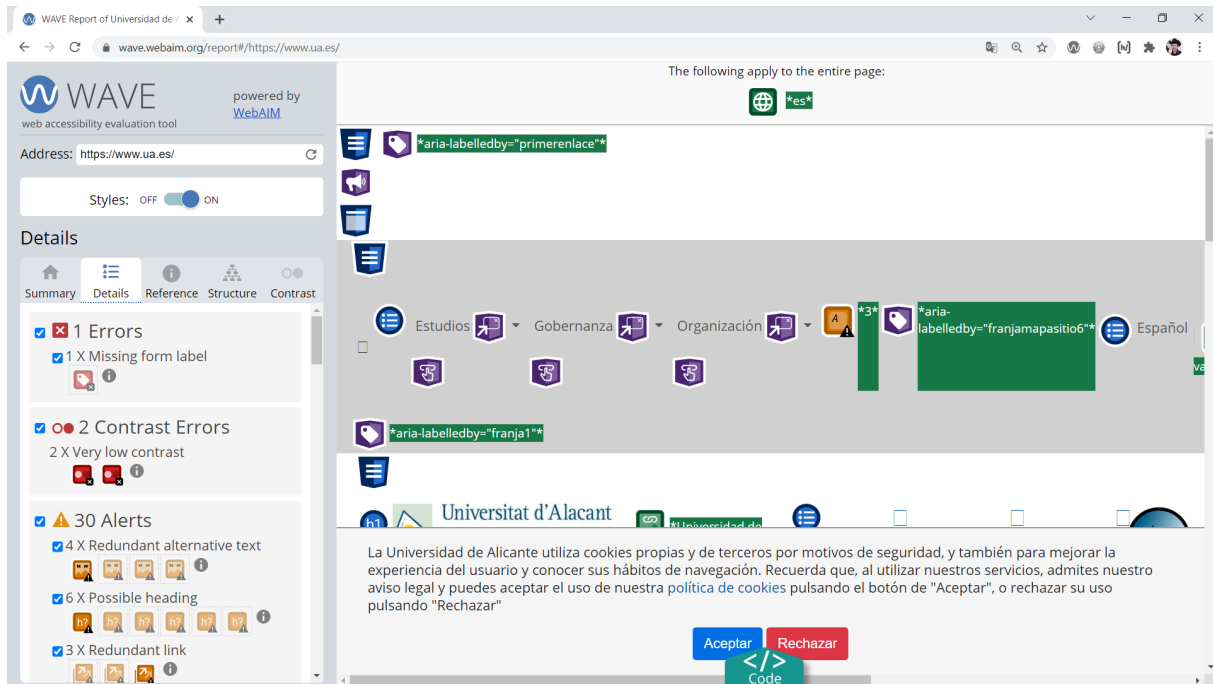 WAVE Report of Universidad de
wave.webaim.org/report#/https://www.ua.es/
WAVE
web accessibility evaluation tool
powered by
WebAIM
Address: https://www.ua.es/
Styles: OFF ON
Details
Summary Details Reference Structure Contrast
1 Errors
1 X Missing form label
2 Contrast Errors
2 X Very low contrast
30 Alerts
4 X Redundant alternative text
6 X Possible heading
h? h? h? h? h? h?
3 X Redundant link
The following apply to the entire page:
*es*
*aria-labelledby="primerenlace"*
Estudios Gobernanza Organización A *3* *aria-
labelledby="franjamapasitio6"* Español
va
*aria-labelledby="franja1"*
h1 Universitat d'Alacant
*Universidad de
La Universidad de Alicante utiliza cookies propias y de terceros por motivos de seguridad, y también para mejorar la
experiencia del usuario y conocer sus hábitos de navegación. Recuerda que, al utilizar nuestros servicios, admites nuestro
aviso legal y puedes aceptar el uso de nuestra política de cookies pulsando el botón de "Aceptar", o rechazar su uso
pulsando "Rechazar"
Aceptar Rechazar
</>
Code